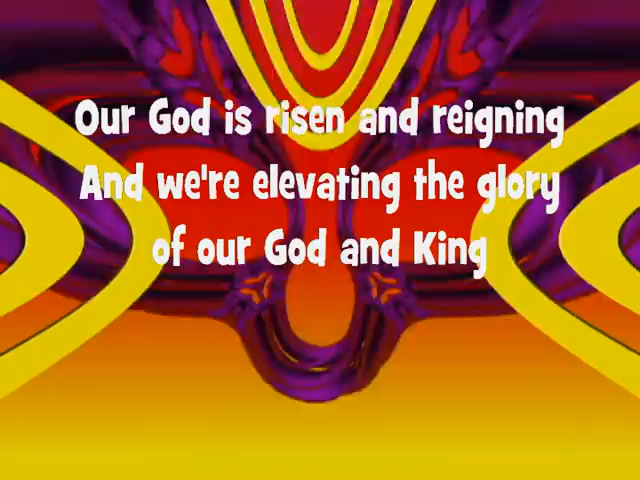 Our God is risen and reigning
And we're elevating the glory
of our God and King